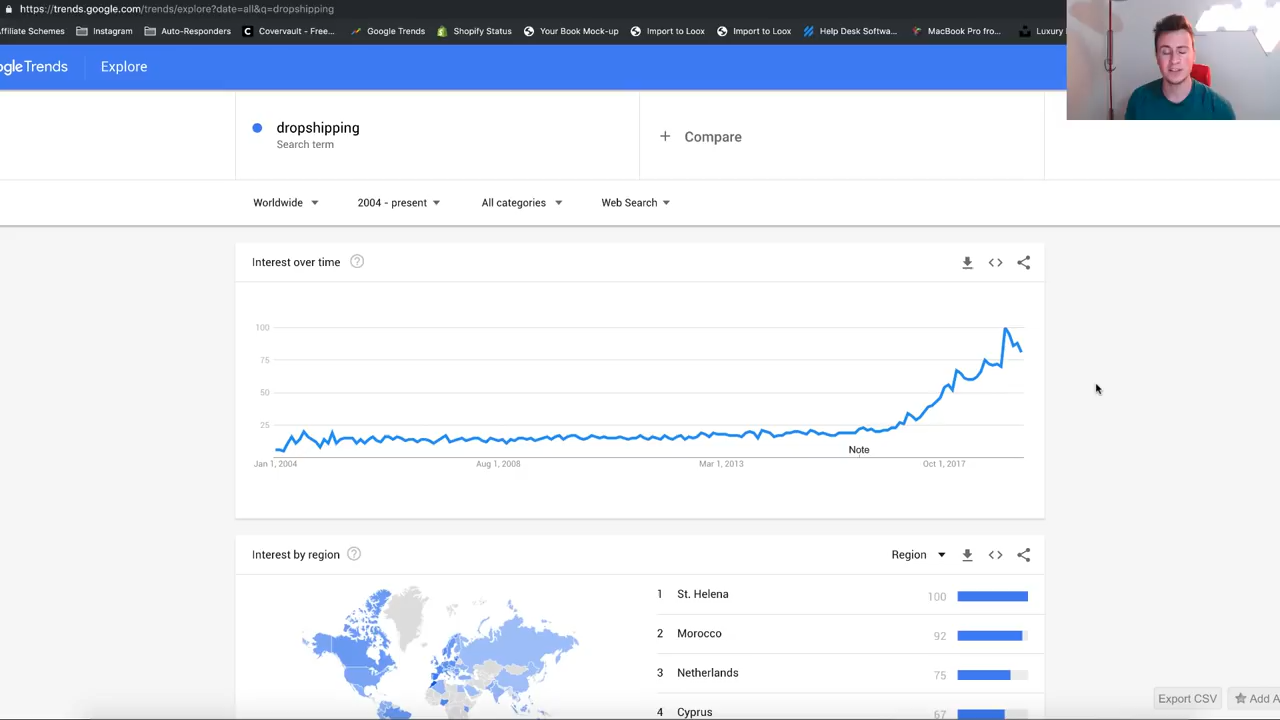 https://trends.google.com/trends/explore?date=all&q=dropshipping
ffiliate Schemes Instagram Auto-Responders Covervault - Free... Google Trends Shopify Status Your Book Mock-up Import to Loox Import to Loox Help Desk Softwa... MacBook Pro fro... Luxury
ogle Trends Explore
dropshipping
Search term
+ Compare
Worldwide 2004 - present All categories Web Search
Interest over time
100
75
50
25
Note
Jan 1, 2004 Aug 1, 2008 Mar 1, 2013 Oct 1, 2017
Interest by region Region
1 St. Helena 100
2 Morocco 92
3 Netherlands 75
4 Cyprus 67
Export CSV Add A